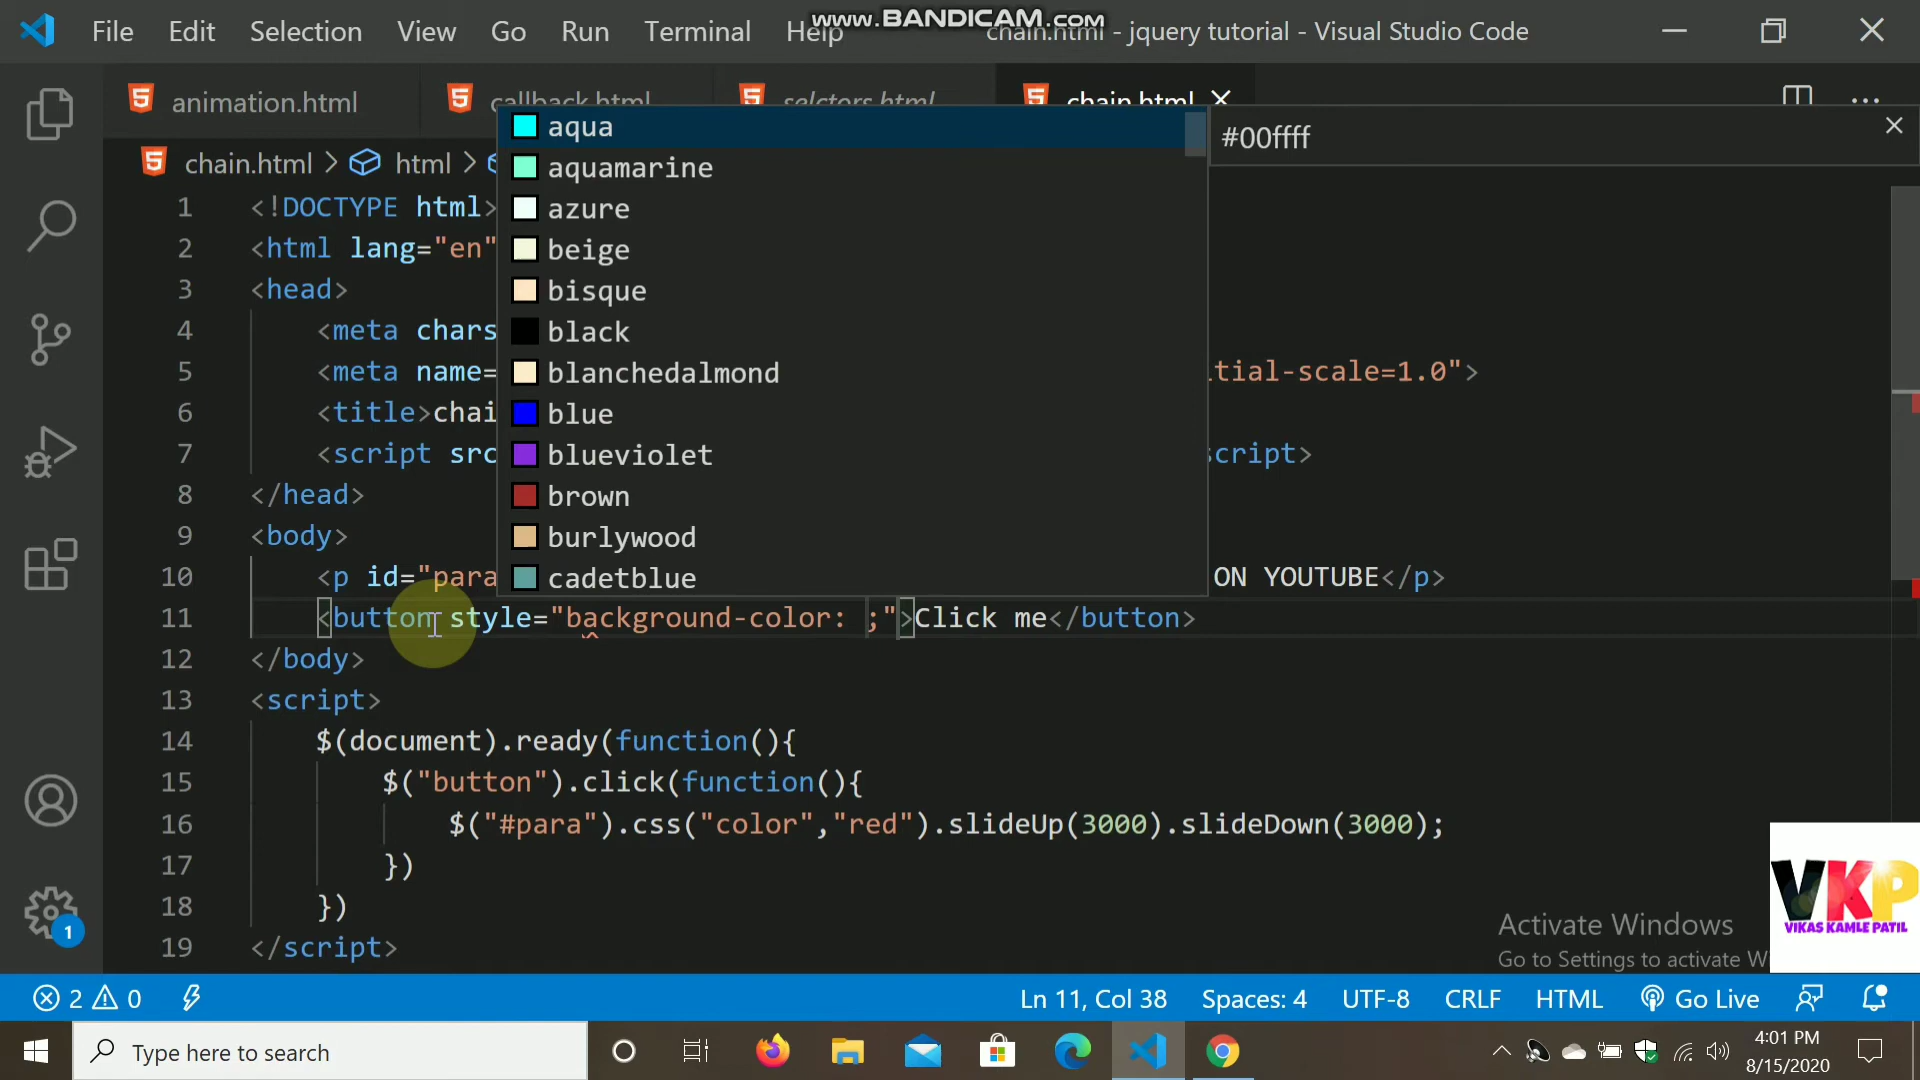 File Edit Selection View Go Run Terminal Help
www.BANDICAM.com
chain.html - jquery tutorial - Visual Studio Code
animation.html callback.html selctors.html chain.html
chain.html > html >
aqua #00ffff
aquamarine
azure
beige
bisque
black
blanchedalmond
blue
blueviolet
brown
burlywood
cadetblue
1 <!DOCTYPE html>
2 <html lang="en"
3 <head>
4 <meta chars
5 <meta name= itial-scale=1.0">
6 <title>chai
7 <script src script>
8 </head>
9 <body>
10 <p id="para ON YOUTUBE</p>
11 <button style="background-color: ;">Click me</button>
12 </body>
13 <script>
14 $(document).ready(function(){
15 $("button").click(function(){
16 $("#para").css("color","red").slideUp(3000).slideDown(3000);
17 })
18 })
19 </script>
VKP
VIKAS KAMLE PATIL
Activate Windows
Go to Settings to activate W
1
2 0 Ln 11, Col 38 Spaces: 4 UTF-8 CRLF HTML Go Live
Type here to search
4:01 PM
8/15/2020